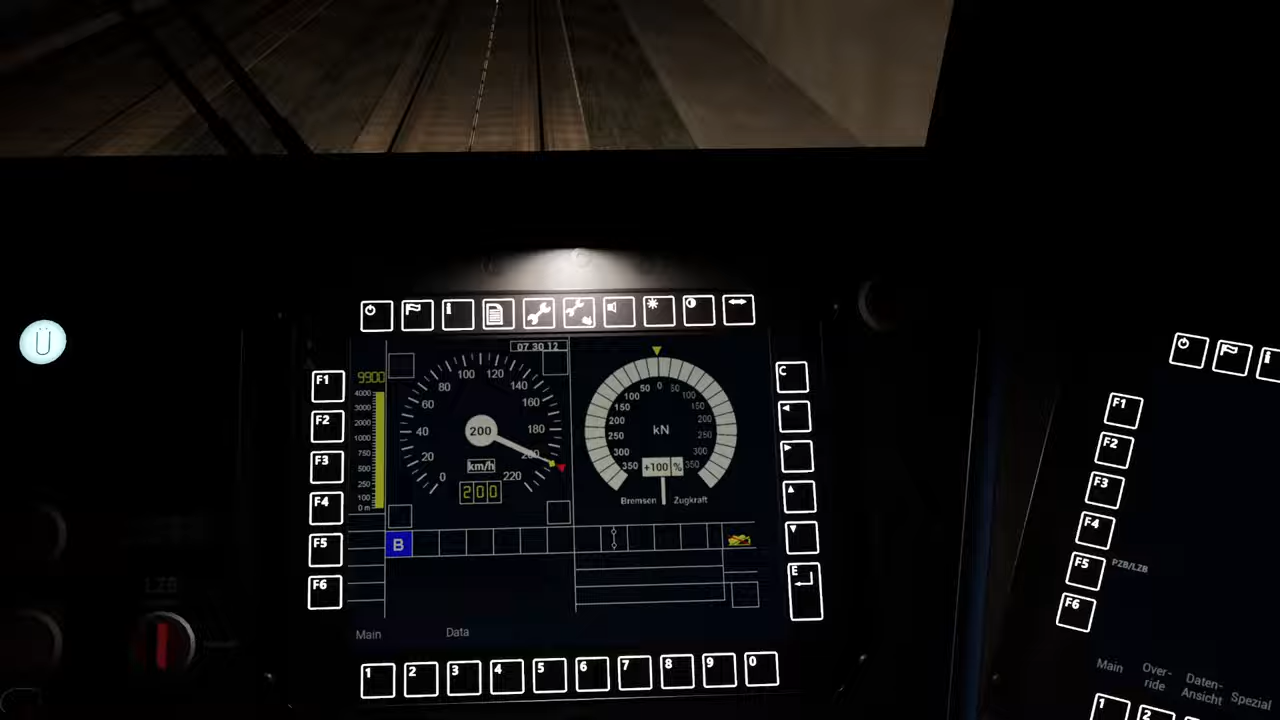 Ü
07 30 12
9900
4000
3000
2000
1000
750
500
250
100
0 m
0
20
40
60
80
100
120
140
160
180
200
220
200
km/h
200
50 0 50
100 100
150 150
200 200
250 250
300 300
350 350
kN
+100 %
Bremsen Zugkraft
B
Main Data
F1
F2
F3
F4
F5
F6
C
E
1 2 3 4 5 6 7 8 9 0
LZB
i
F1
F2
F3
F4
F5 PZB/LZB
F6
Main Over-
ride Daten-
Ansicht Spezial
1 2